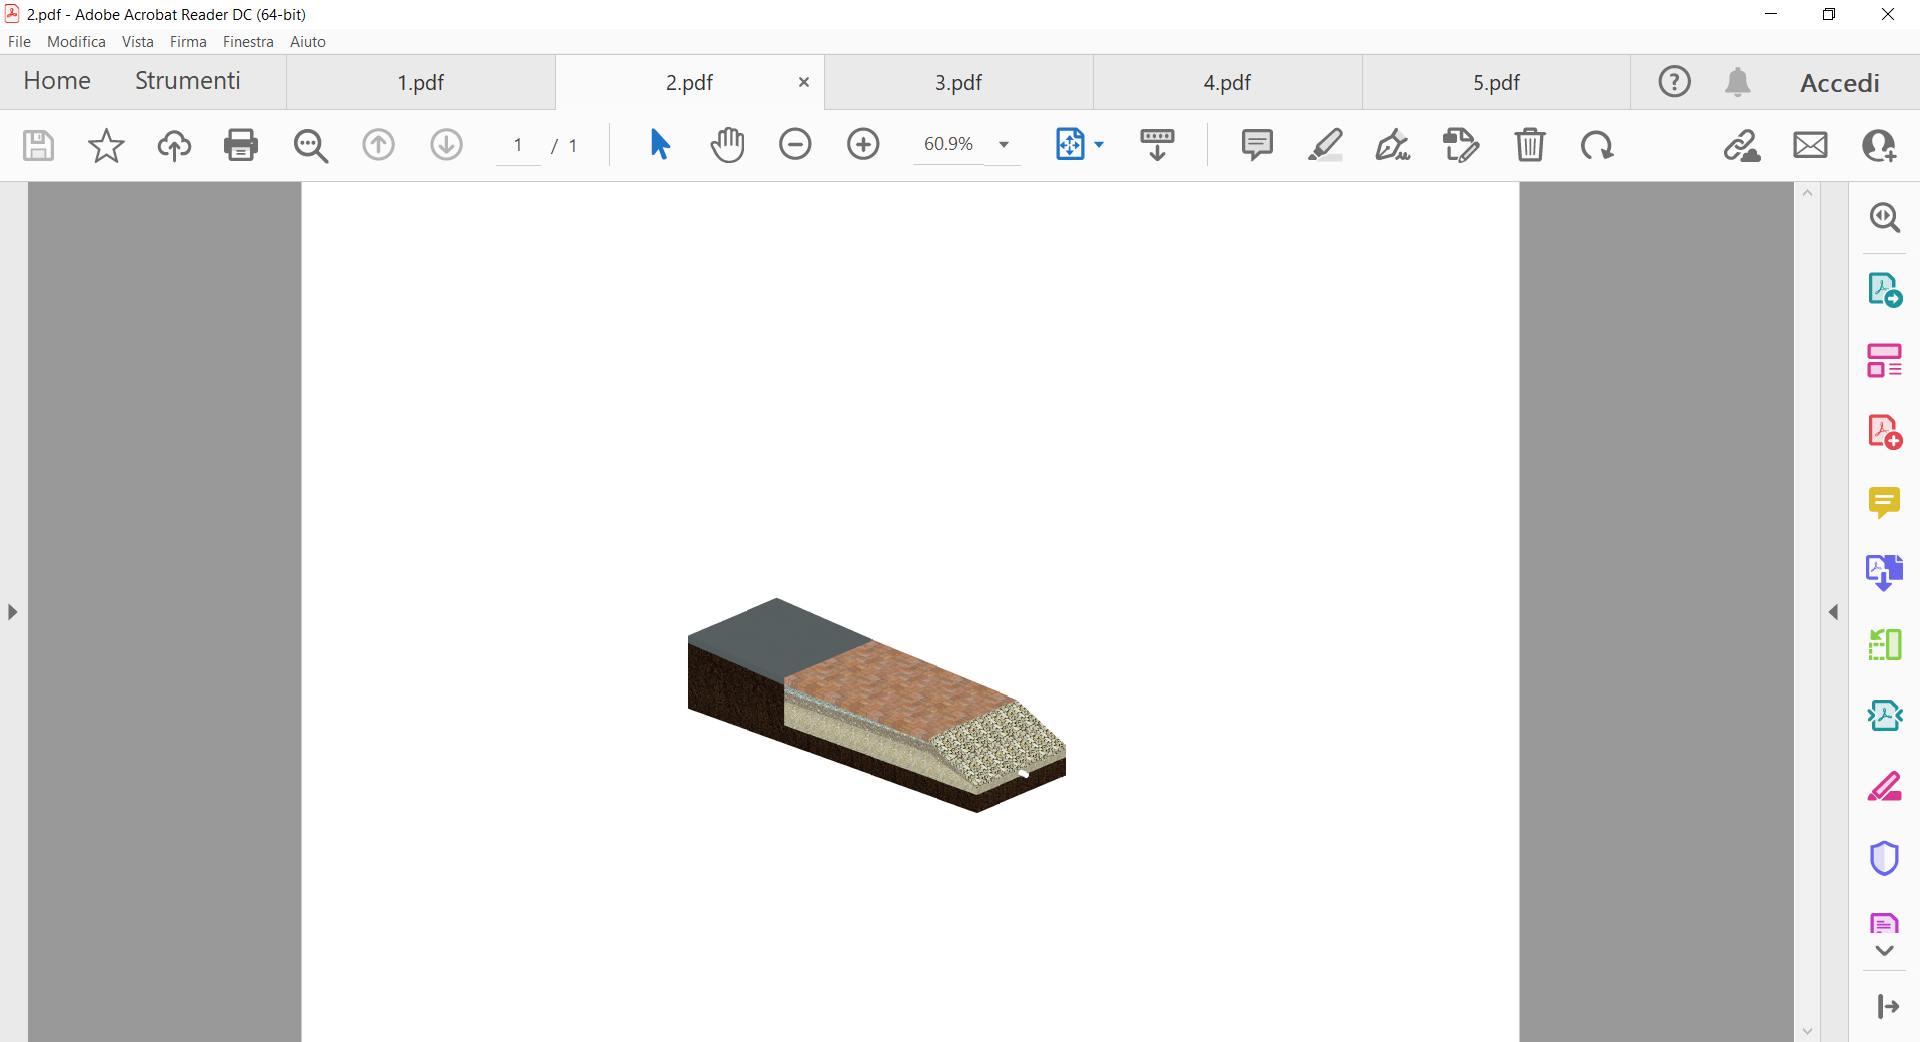 2.pdf - Adobe Acrobat Reader DC (64-bit)
File Modifica Vista Firma Finestra Aiuto
Home Strumenti 1.pdf 2.pdf 3.pdf 4.pdf 5.pdf Accedi
1 / 1 60.9%